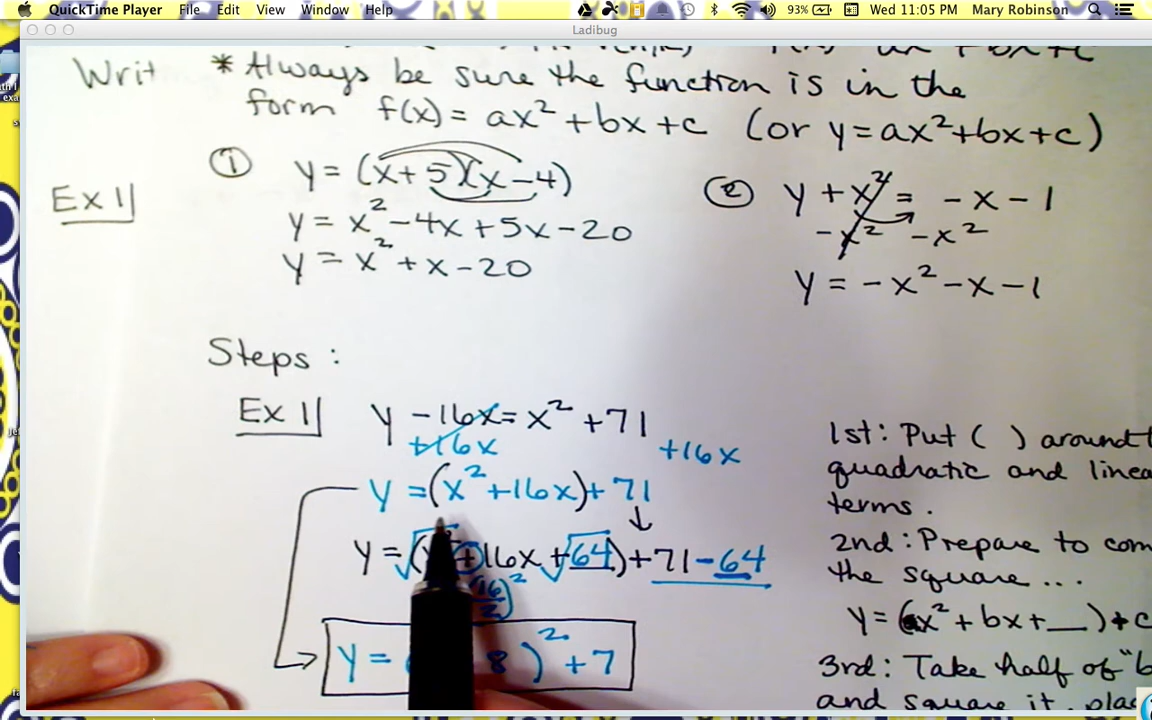 QuickTime Player File Edit View Window Help 93% Wed 11:05 PM Mary Robinson
Ladibug
Writ * Always be sure the function is in the
form f(x) = ax² + bx + c (or y = ax² + bx + c)
Ex 1
① y = (x + 5)(x - 4)
y = x² - 4x + 5x - 20
y = x² + x - 20
② y + x² = -x - 1
-x² -x²
y = -x² - x - 1
Steps :
Ex 1 y - 16x = x² + 71
+16x +16x
y = (x² + 16x) + 71
y = ( + 16x + 64) + 71 - 64
(16/2)²
y = ( 8 )² + 7
1st: Put ( ) around
quadratic and linea
terms.
2nd: Prepare to com
the square ...
y = (x² + bx + __) + c
3rd: Take half of "b
and square it, plac